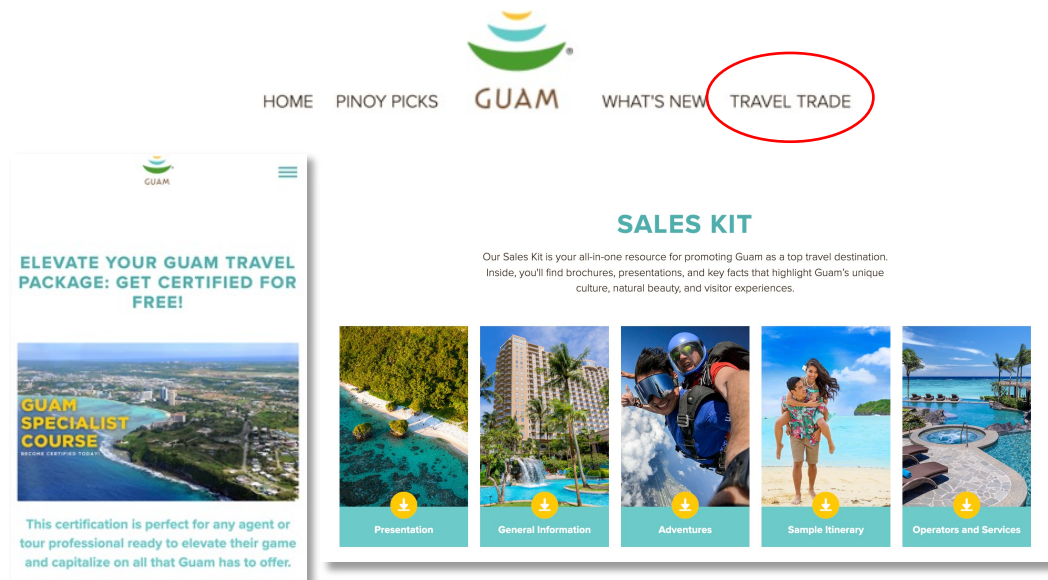 HOME PINOY PICKS GUAM® WHAT'S NEW TRAVEL TRADE
GUAM
ELEVATE YOUR GUAM TRAVEL
PACKAGE: GET CERTIFIED FOR
FREE!
GUAM
SPECIALIST
COURSE
BECOME CERTIFIED TODAY!
This certification is perfect for any agent or
tour professional ready to elevate their game
and capitalize on all that Guam has to offer.
SALES KIT
Our Sales Kit is your all-in-one resource for promoting Guam as a top travel destination.
Inside, you'll find brochures, presentations, and key facts that highlight Guam's unique
culture, natural beauty, and visitor experiences.
Presentation
General Information
Adventures
Sample Itinerary
Operators and Services